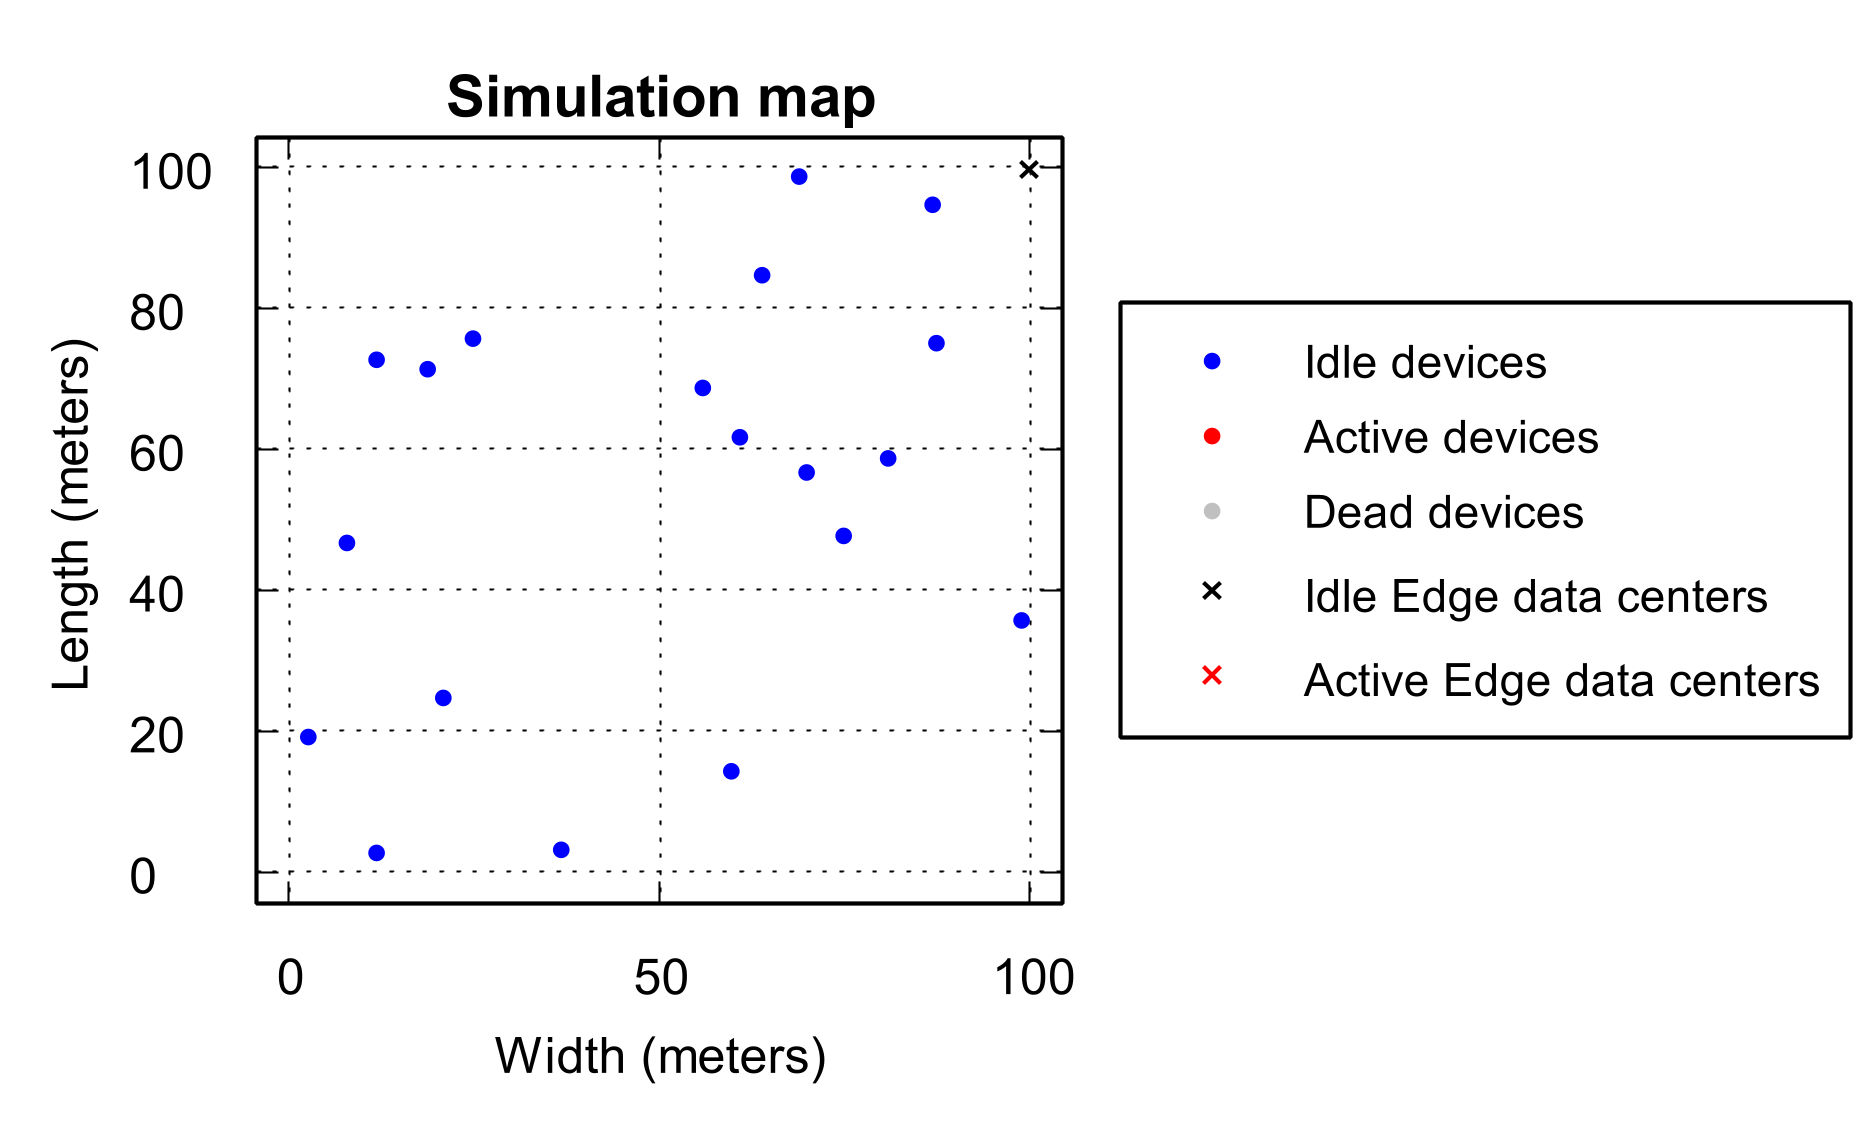 Simulation map
100
80
60
40
20
0
Length (meters)
0 50 100
Width (meters)
Idle devices
Active devices
Dead devices
Idle Edge data centers
Active Edge data centers